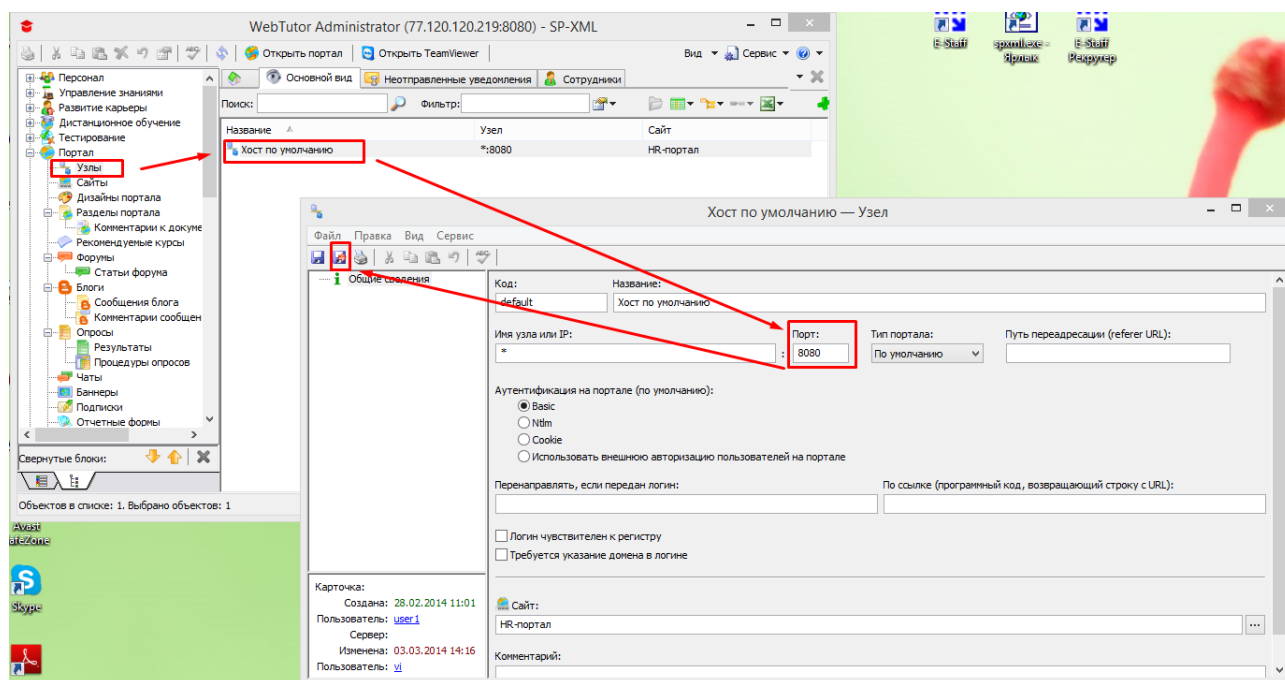 WebTutor Administrator (77.120.120.219:8080) - SP-XML
Открыть портал Открыть TeamViewer Вид Сервис
Персонал
Управление знаниями
Развитие карьеры
Дистанционное обучение
Тестирование
Портал
Узлы
Сайты
Дизайны портала
Разделы портала
Комментарии к докуме
Рекомендуемые курсы
Форумы
Статьи форума
Блоги
Сообщения блога
Комментарии сообщен
Опросы
Результаты
Процедуры опросов
Чаты
Баннеры
Подписки
Отчетные формы
Свернутые блоки:
Объектов в списке: 1. Выбрано объектов: 1
Основной вид Неотправленные уведомления Сотрудники
Поиск: Фильтр:
Название Узел Сайт
Хост по умолчанию *:8080 HR-портал
E-Staff
spxml.exe - Ярлык
E-Staff Рекрутер
Хост по умолчанию — Узел
Файл Правка Вид Сервис
Общие сведения
Код: Название:
default Хост по умолчанию
Имя узла или IP: Порт: Тип портала: Путь переадресации (referer URL):
* : 8080 По умолчанию
Аутентификация на портале (по умолчанию):
Basic
Ntlm
Cookie
Использовать внешнюю авторизацию пользователей на портале
Перенаправлять, если передан логин: По ссылке (программный код, возвращающий строку с URL):
Логин чувствителен к регистру
Требуется указание домена в логине
Сайт:
HR-портал ...
Комментарий:
Карточка:
Создана: 28.02.2014 11:01
Пользователь: user1
Сервер:
Изменена: 03.03.2014 14:16
Пользователь: vi
Avast
afeZone
Skype